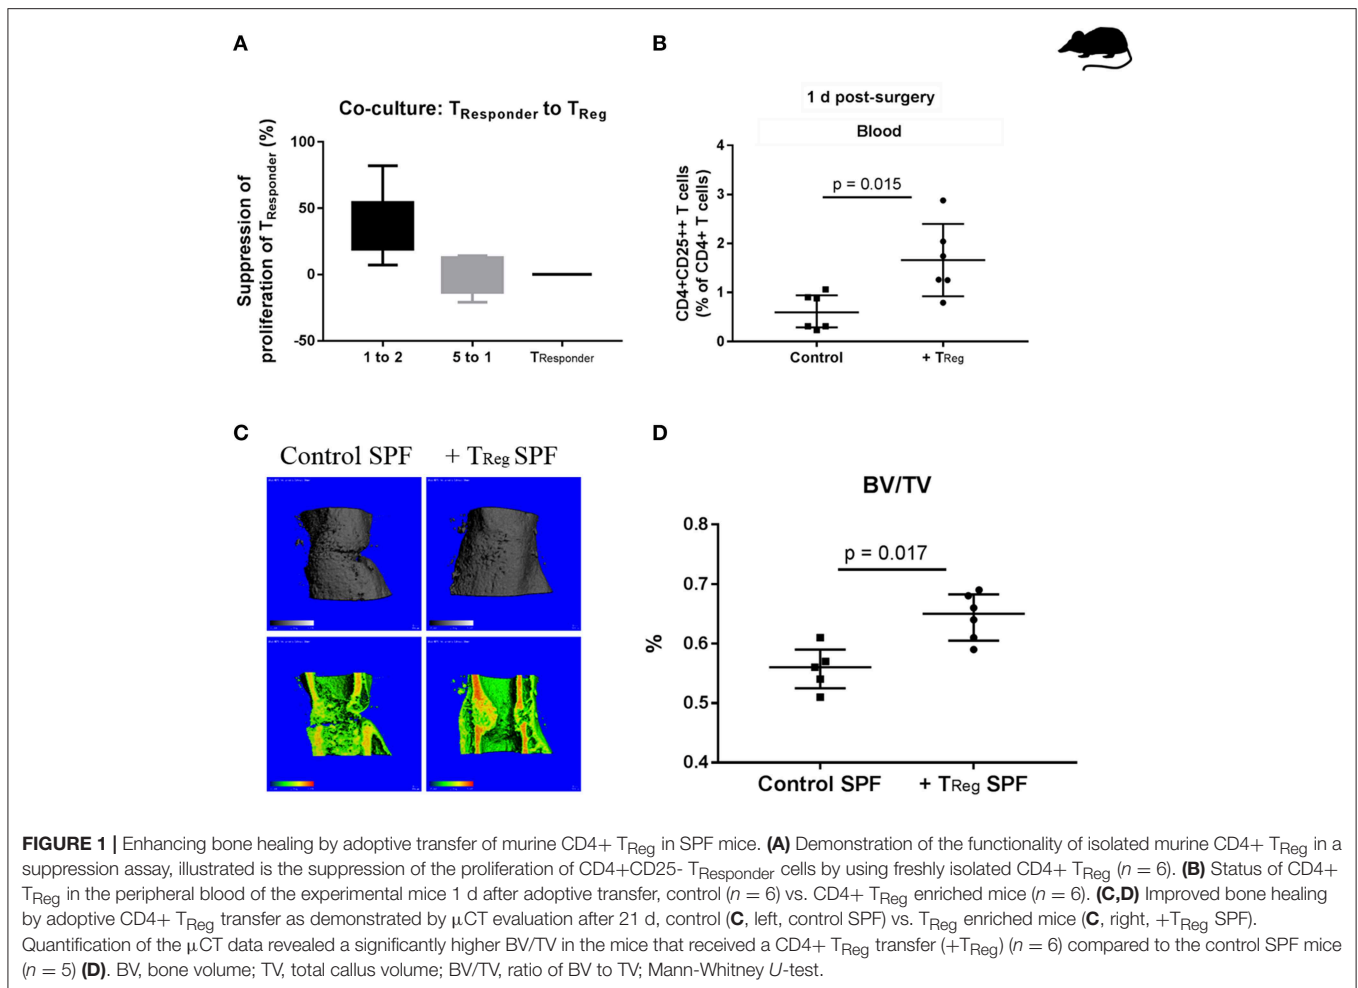 A
Co-culture: TResponder to TReg
Suppression of
proliferation of TResponder (%)
100
50
0
-50
1 to 2
5 to 1
TResponder
B
1 d post-surgery
Blood
CD4+CD25++ T cells
(% of CD4+ T cells)
4
3
2
1
0
p = 0.015
Control
+ TReg
C
Control SPF
+ TReg SPF
D
BV/TV
%
0.8
0.7
0.6
0.5
0.4
p = 0.017
Control SPF
+ TReg SPF
FIGURE 1 | Enhancing bone healing by adoptive transfer of murine CD4+ TReg in SPF mice. (A) Demonstration of the functionality of isolated murine CD4+ TReg in a
suppression assay, illustrated is the suppression of the proliferation of CD4+CD25- TResponder cells by using freshly isolated CD4+ TReg (n = 6). (B) Status of CD4+
TReg in the peripheral blood of the experimental mice 1 d after adoptive transfer, control (n = 6) vs. CD4+ TReg enriched mice (n = 6). (C,D) Improved bone healing
by adoptive CD4+ TReg transfer as demonstrated by μCT evaluation after 21 d, control (C, left, control SPF) vs. TReg enriched mice (C, right, +TReg SPF).
Quantification of the μCT data revealed a significantly higher BV/TV in the mice that received a CD4+ TReg transfer (+TReg) (n = 6) compared to the control SPF mice
(n = 5) (D). BV, bone volume; TV, total callus volume; BV/TV, ratio of BV to TV; Mann-Whitney U-test.